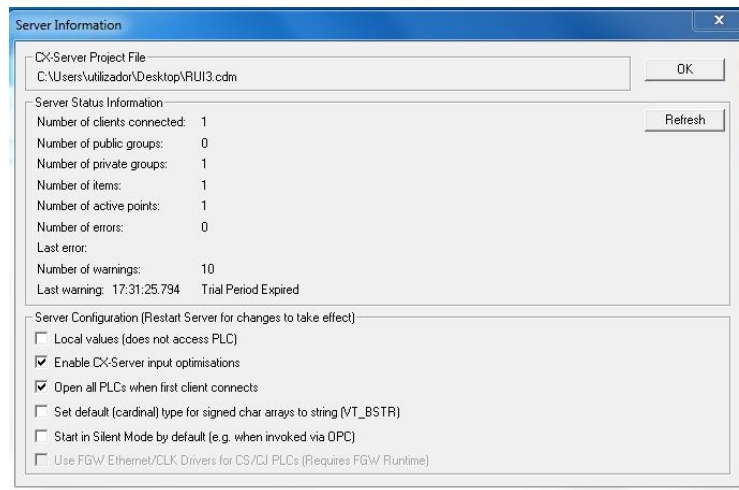 Server Information
x
CX-Server Project File
C:\Users\utilizador\Desktop\RUI3.cdm
OK
Server Status Information
Refresh
Number of clients connected: 1
Number of public groups: 0
Number of private groups: 1
Number of items: 1
Number of active points: 1
Number of errors: 0
Last error:
Number of warnings: 10
Last warning: 17:31:25.794 Trial Period Expired
Server Configuration (Restart Server for changes to take effect)
Local values (does not access PLC)
Enable CX-Server input optimisations
Open all PLCs when first client connects
Set default (cardinal) type for signed char arrays to string (VT_BSTR)
Start in Silent Mode by default (e.g. when invoked via OPC)
Use FGW Ethernet/CLK Drivers for CS/CJ PLCs (Requires FGW Runtime)